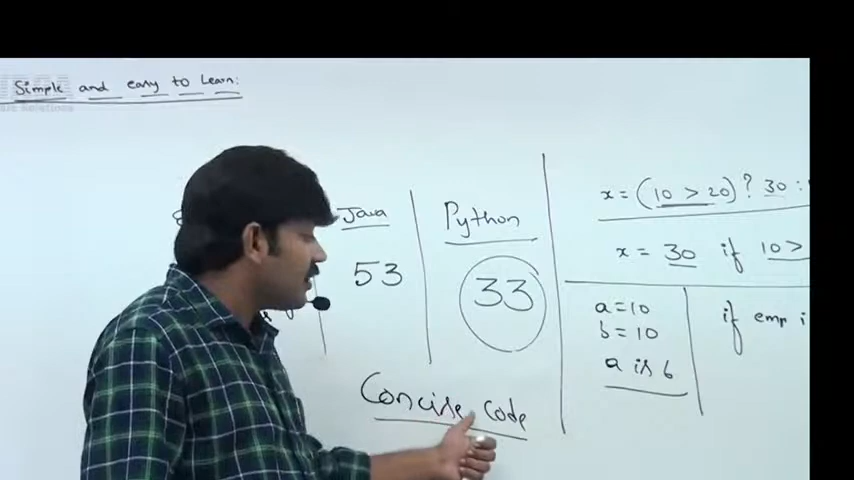 Simple and easy to Learn:
Java
Python
53
33
Concise code
x = (10 > 20) ? 30 :
x = 30 if 10 >
a = 10
b = 10
a is b
if emp i